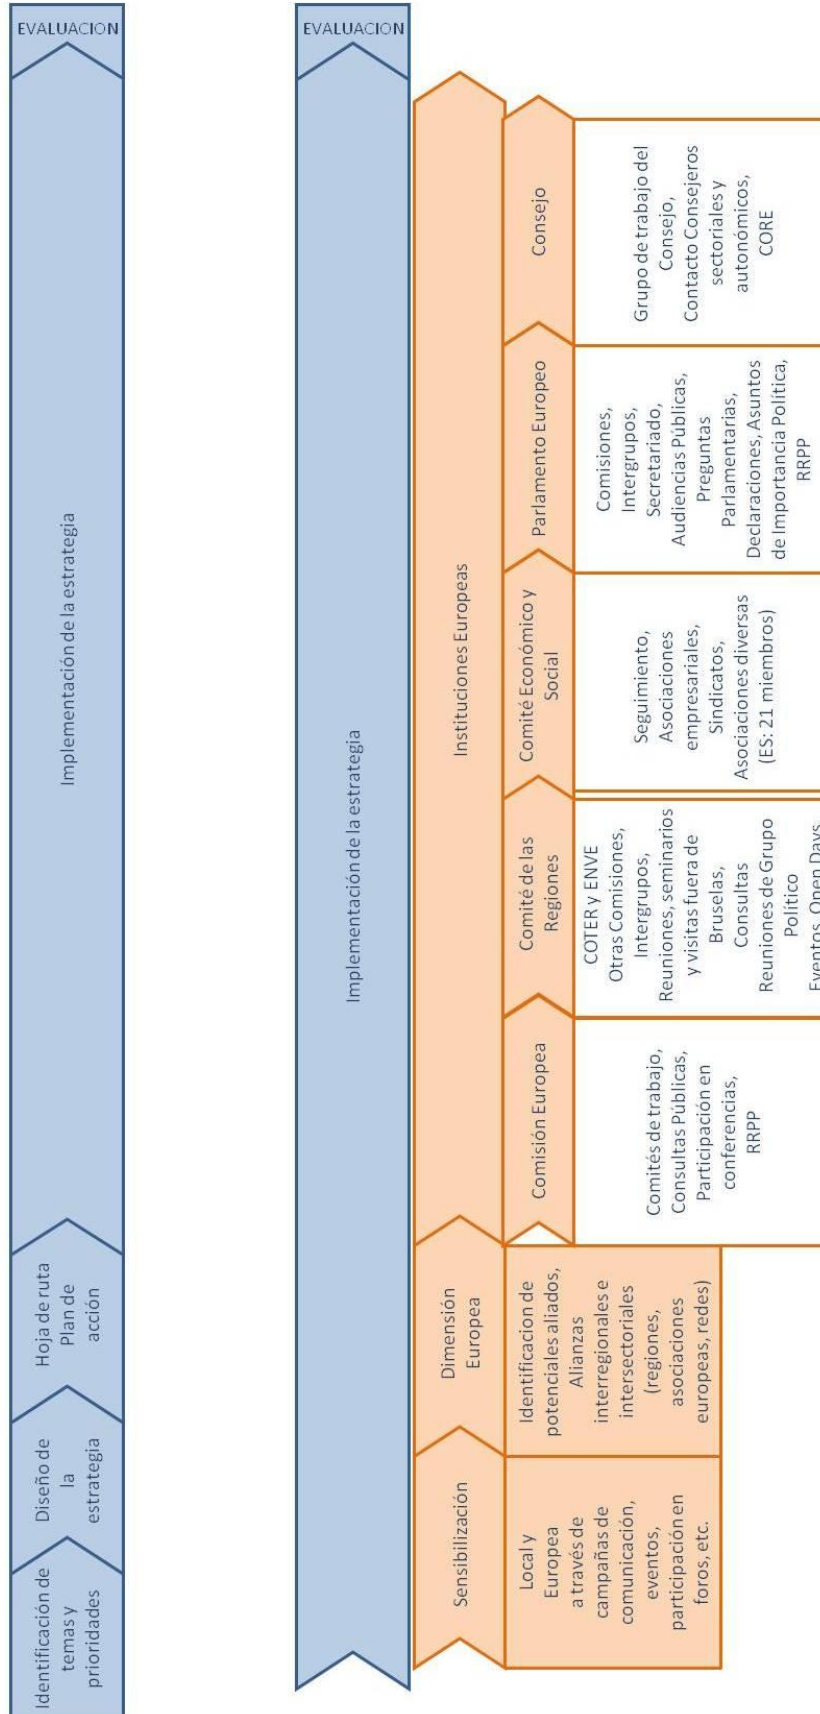 Identificación de
temas y
prioridades
Diseño de
la
estrategia
Hoja de ruta
Plan de
acción
Implementación de la estrategia
EVALUACION
Implementación de la estrategia
EVALUACION
Sensibilización
Dimensión
Europea
Instituciones Europeas
Comisión Europea
Comité de las
Regiones
Comité Económico y
Social
Parlamento Europeo
Consejo
Local y
Europea
a través de
campañas de
comunicación,
eventos,
participación en
foros, etc.
Identificacion de
potenciales aliados,
Alianzas
interregionales e
intersectoriales
(regiones,
asociaciones
europeas, redes)
Comités de trabajo,
Consultas Públicas,
Participación en
conferencias,
RRPP
COTER y ENVE
Otras Comisiones,
Intergrupos,
Reuniones, seminarios
y visitas fuera de
Bruselas,
Consultas
Reuniones de Grupo
Político
Eventos, Open Days
Seguimiento,
Asociaciones
empresariales,
Sindicatos,
Asociaciones diversas
(ES: 21 miembros)
Comisiones,
Intergrupos,
Secretariado,
Audiencias Públicas,
Preguntas
Parlamentarias,
Declaraciones, Asuntos
de Importancia Política,
RRPP
Grupo de trabajo del
Consejo,
Contacto Consejeros
sectoriales y
autonómicos,
CORE